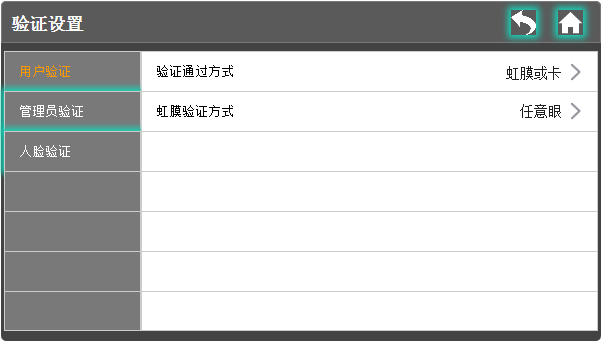 验证设置
用户验证
验证通过方式 虹膜或卡
管理员验证
虹膜验证方式 任意眼
人脸验证